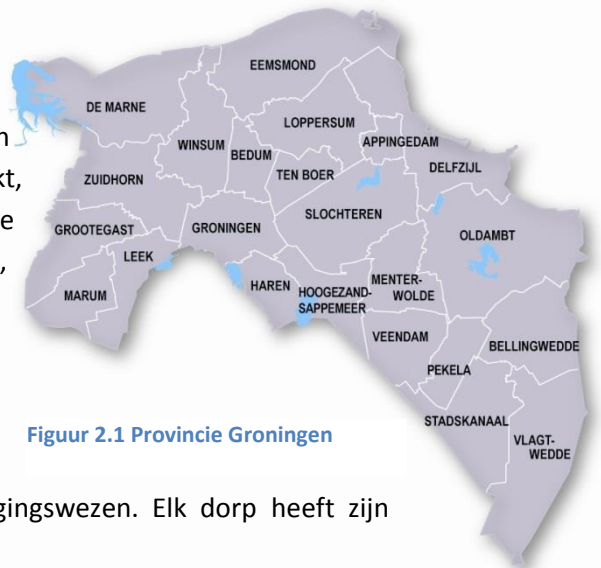 EEMSMOND
DE MARNE
LOPPERSUM
APPINGEDAM
WINSUM
BEDUM
TEN BOER
DELFZIJL
ZUIDHORN
SLOCHTEREN
GROOTEGAST
GRONINGEN
OLDAMBT
LEEK
HAREN
HOOGEZAND-
SAPPEMEER
MENTER-
WOLDE
MARUM
VEENDAM
BELLINGWEDDE
PEKELA
STADSKANAAL
VLAGT-
WEDDE
Figuur 2.1 Provincie Groningen
Elk dorp heeft zijn